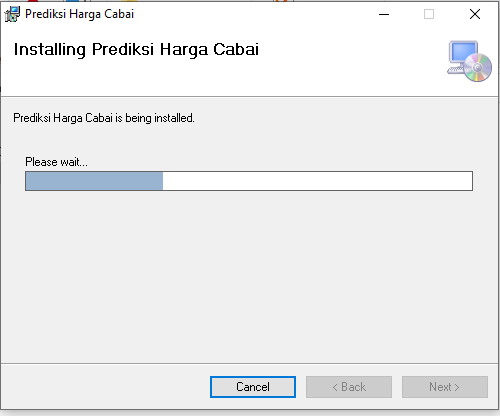 Prediksi Harga Cabai
Installing Prediksi Harga Cabai
Prediksi Harga Cabai is being installed.
Please wait...
Cancel
< Back
Next >